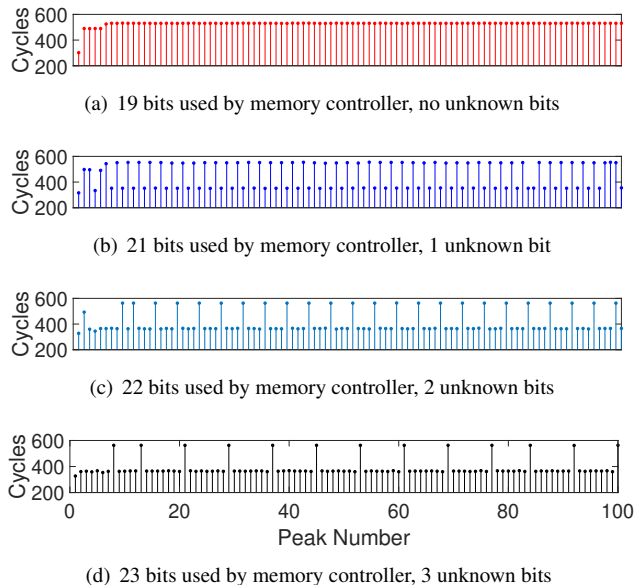 Cycles
600
400
200
(a) 19 bits used by memory controller, no unknown bits
Cycles
600
400
200
(b) 21 bits used by memory controller, 1 unknown bit
Cycles
600
400
200
(c) 22 bits used by memory controller, 2 unknown bits
Cycles
600
400
200
0 20 40 60 80 100
Peak Number
(d) 23 bits used by memory controller, 3 unknown bits